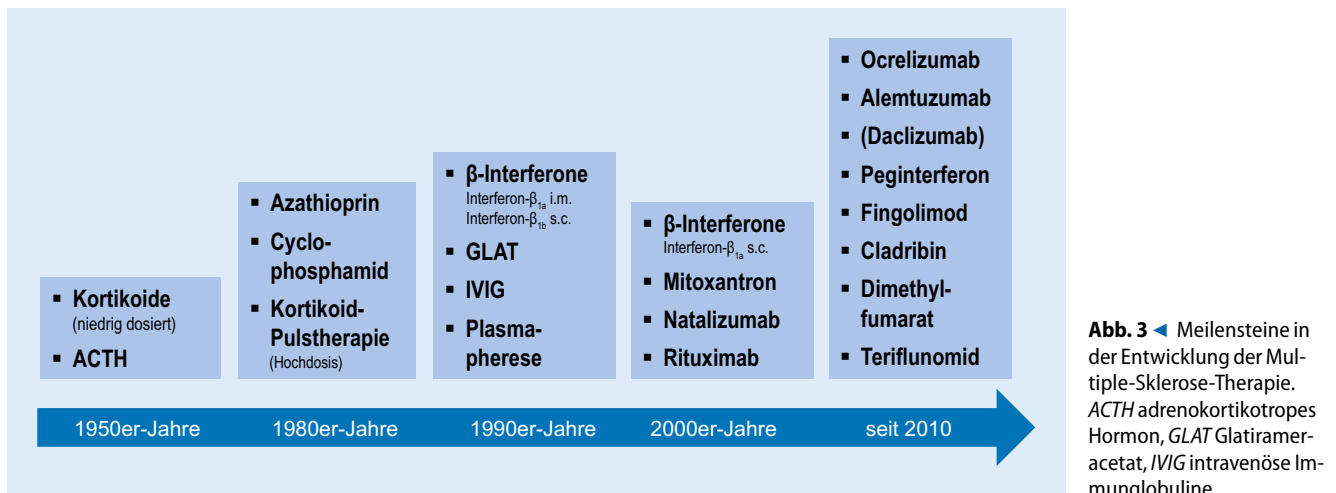 ▪ Kortikoide
(niedrig dosiert)
▪ ACTH
▪ Azathioprin
▪ Cyclo-
phosphamid
▪ Kortikoid-
Pulstherapie
(Hochdosis)
▪ β-Interferone
Interferon-β1a i.m.
Interferon-β1b s.c.
▪ GLAT
▪ IVIG
▪ Plasma-
pherese
▪ β-Interferone
Interferon-β1a s.c.
▪ Mitoxantron
▪ Natalizumab
▪ Rituximab
▪ Ocrelizumab
▪ Alemtuzumab
▪ (Daclizumab)
▪ Peginterferon
▪ Fingolimod
▪ Cladribin
▪ Dimethyl-
fumarat
▪ Teriflunomid
1950er-Jahre
1980er-Jahre
1990er-Jahre
2000er-Jahre
seit 2010
Abb. 3 ◄ Meilensteine in
der Entwicklung der Mul-
tiple-Sklerose-Therapie.
ACTH adrenokortikotropes
Hormon, GLAT Glatiramer-
acetat, IVIG intravenöse Im-
munglobuline